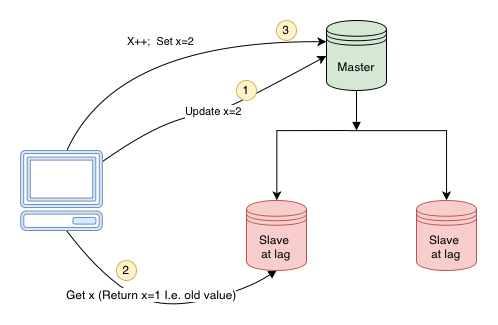 3
X++; Set x=2
Master
1
Update x=2
Slave
at lag
Slave
at lag
2
Get x (Return x=1 I.e. old value)